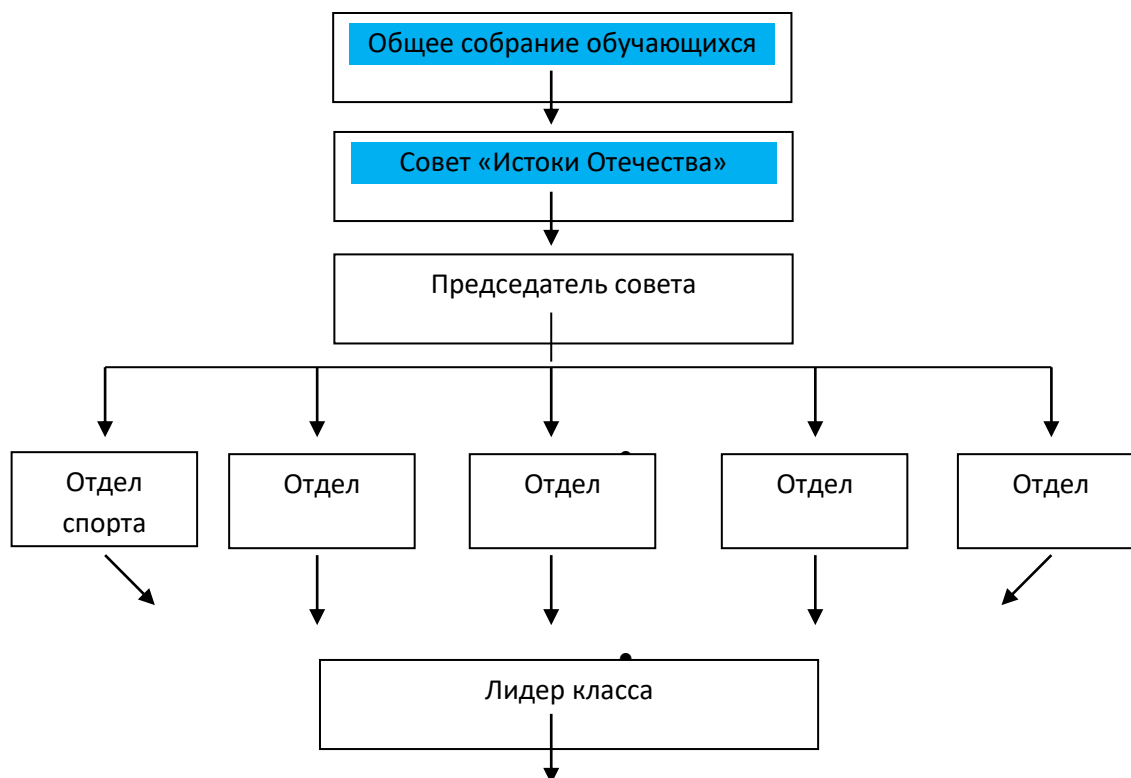 Общее собрание обучающихся
Совет «Истоки Отечества»
Председатель совета
Отдел
спорта
Отдел
Отдел
Отдел
Отдел
Лидер класса